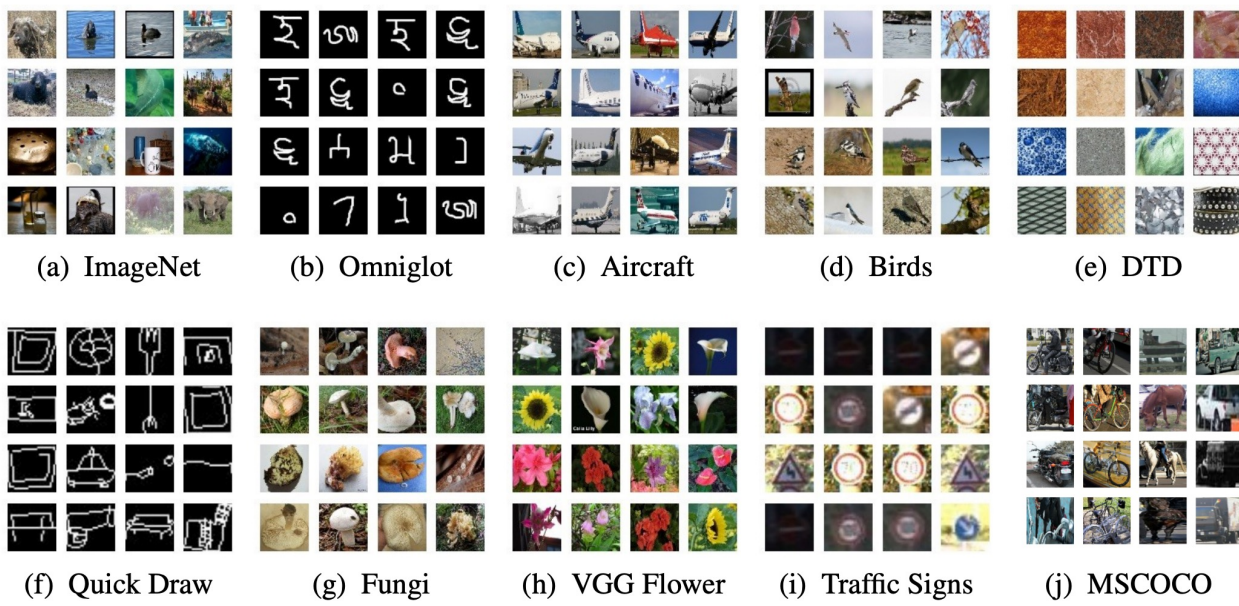 (a) ImageNet
(b) Omniglot
(c) Aircraft
(d) Birds
(e) DTD
(f) Quick Draw
(g) Fungi
(h) VGG Flower
(i) Traffic Signs
(j) MSCOCO